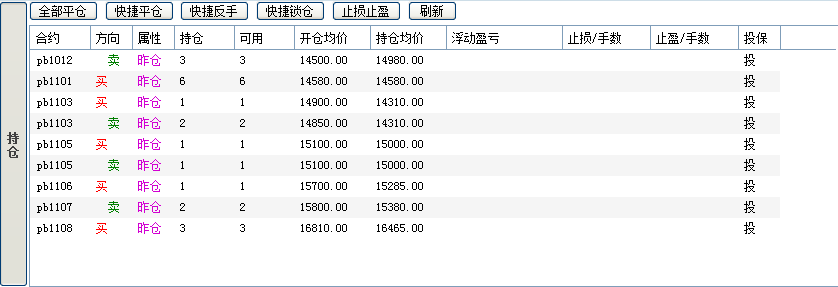 全部平仓 快捷平仓 快捷反手 快捷锁仓 止损止盈 刷新
持仓
合约 方向 属性 持仓 可用 开仓均价 持仓均价 浮动盈亏 止损/手数 止盈/手数 投保
pb1012 卖 昨仓 3 3 14500.00 14980.00 投
pb1101 买 昨仓 6 6 14580.00 14580.00 投
pb1103 买 昨仓 1 1 14900.00 14310.00 投
pb1103 卖 昨仓 2 2 14850.00 14310.00 投
pb1105 买 昨仓 1 1 15100.00 15000.00 投
pb1105 卖 昨仓 1 1 15100.00 15000.00 投
pb1106 买 昨仓 1 1 15700.00 15285.00 投
pb1107 卖 昨仓 2 2 15800.00 15380.00 投
pb1108 买 昨仓 3 3 16810.00 16465.00 投